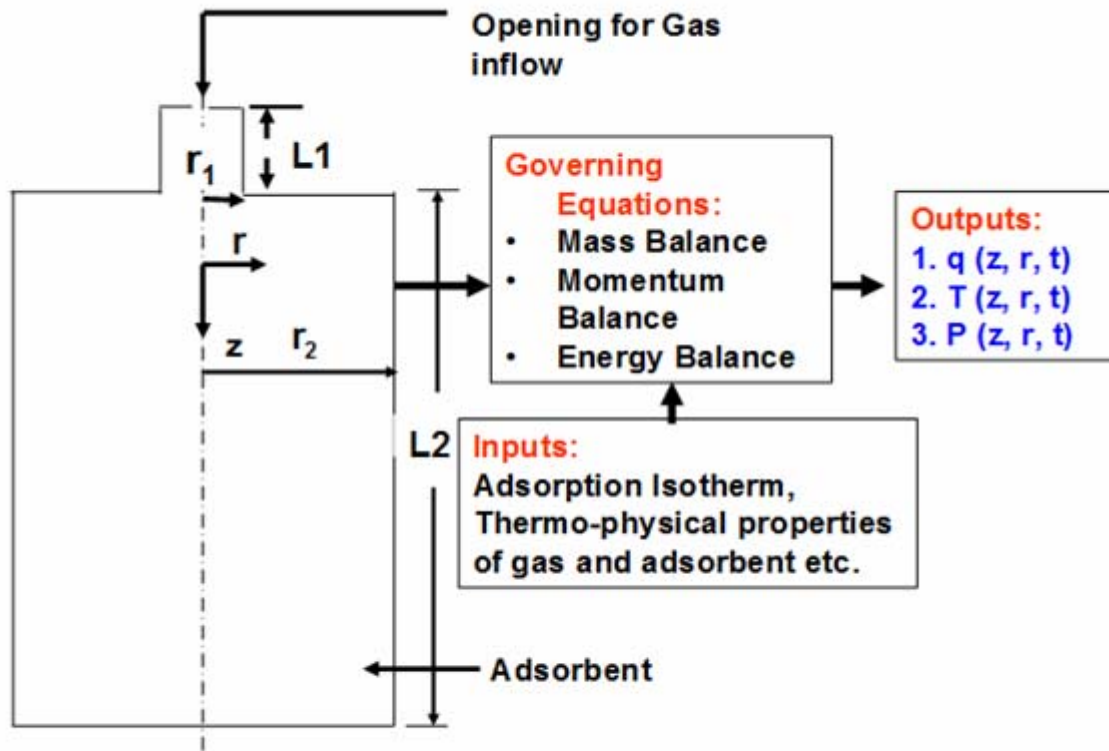 Opening for Gas
inflow
L1
r₁
r
z
r₂
L2
Governing
Equations:
• Mass Balance
• Momentum
Balance
• Energy Balance
Outputs:
1. q (z, r, t)
2. T (z, r, t)
3. P (z, r, t)
Inputs:
Adsorption Isotherm,
Thermo-physical properties
of gas and adsorbent etc.
Adsorbent